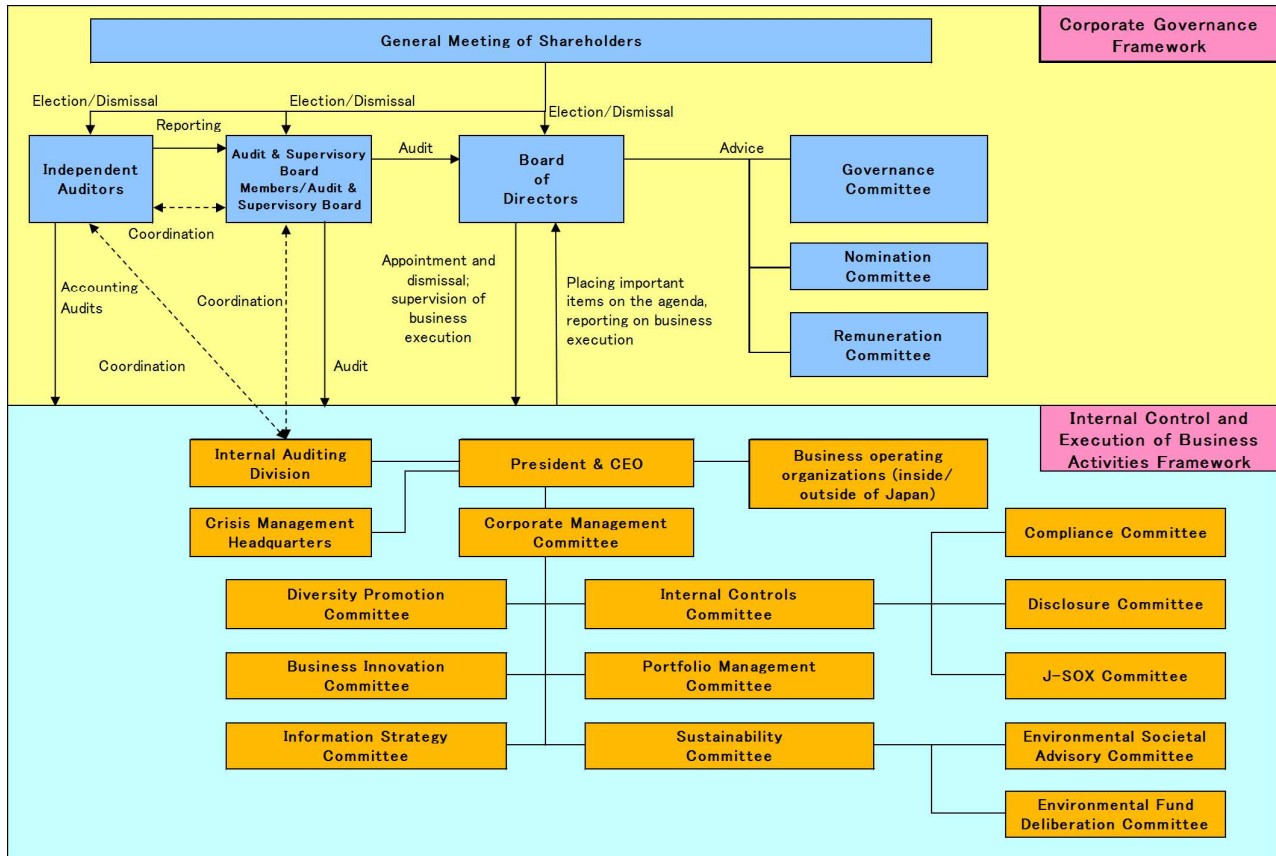 General Meeting of Shareholders
Corporate Governance
Framework
Election/Dismissal
Election/Dismissal
Election/Dismissal
Reporting
Independent
Auditors
Audit & Supervisory
Board
Members/Audit &
Supervisory Board
Audit
Board
of
Directors
Advice
Governance
Committee
Coordination
Nomination
Committee
Remuneration
Committee
Accounting
Audits
Coordination
Appointment and
dismissal;
supervision of
business
execution
Placing important
items on the agenda,
reporting on business
execution
Coordination
Audit
Internal Control and
Execution of Business
Activities Framework
Internal Auditing
Division
President & CEO
Business operating
organizations (inside/
outside of Japan)
Crisis Management
Headquarters
Corporate Management
Committee
Compliance Committee
Diversity Promotion
Committee
Internal Controls
Committee
Disclosure Committee
Business Innovation
Committee
Portfolio Management
Committee
J-SOX Committee
Information Strategy
Committee
Sustainability
Committee
Environmental Societal
Advisory Committee
Environmental Fund
Deliberation Committee